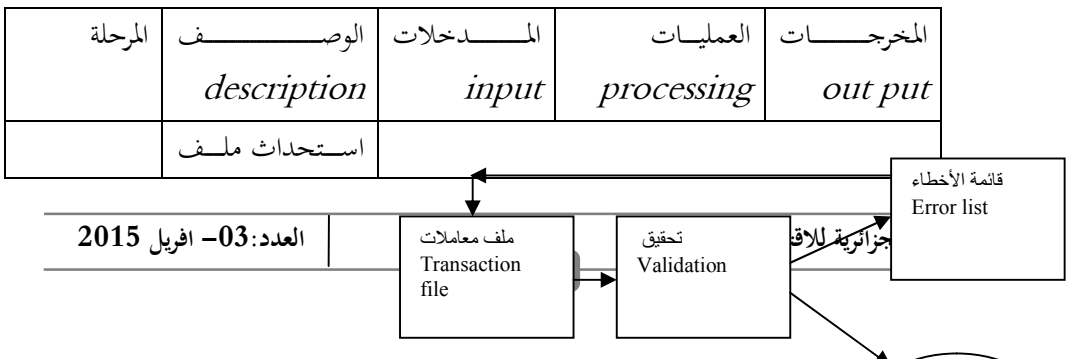 المرحلة الوصف المدخلات العمليات المخرجات
description input processing out put
استحداث ملف
قائمة الأخطاء
Error list
العدد:03- افريل 2015
ملف معاملات
Transaction
file
تحقيق
Validation